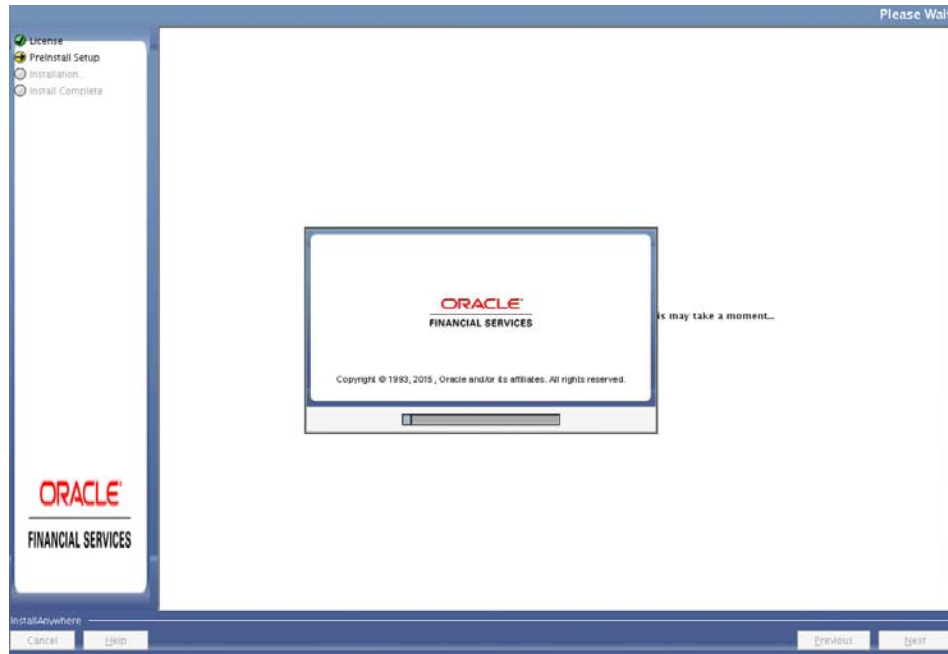 Please Wai
License
Preinstall Setup
Installation...
Install Complete
ORACLE
FINANCIAL SERVICES
is may take a moment...
Copyright © 1993, 2015 , Oracle and/or its affiliates. All rights reserved.
ORACLE
FINANCIAL SERVICES
InstallAnywhere
Cancel
Help
Previous
Next